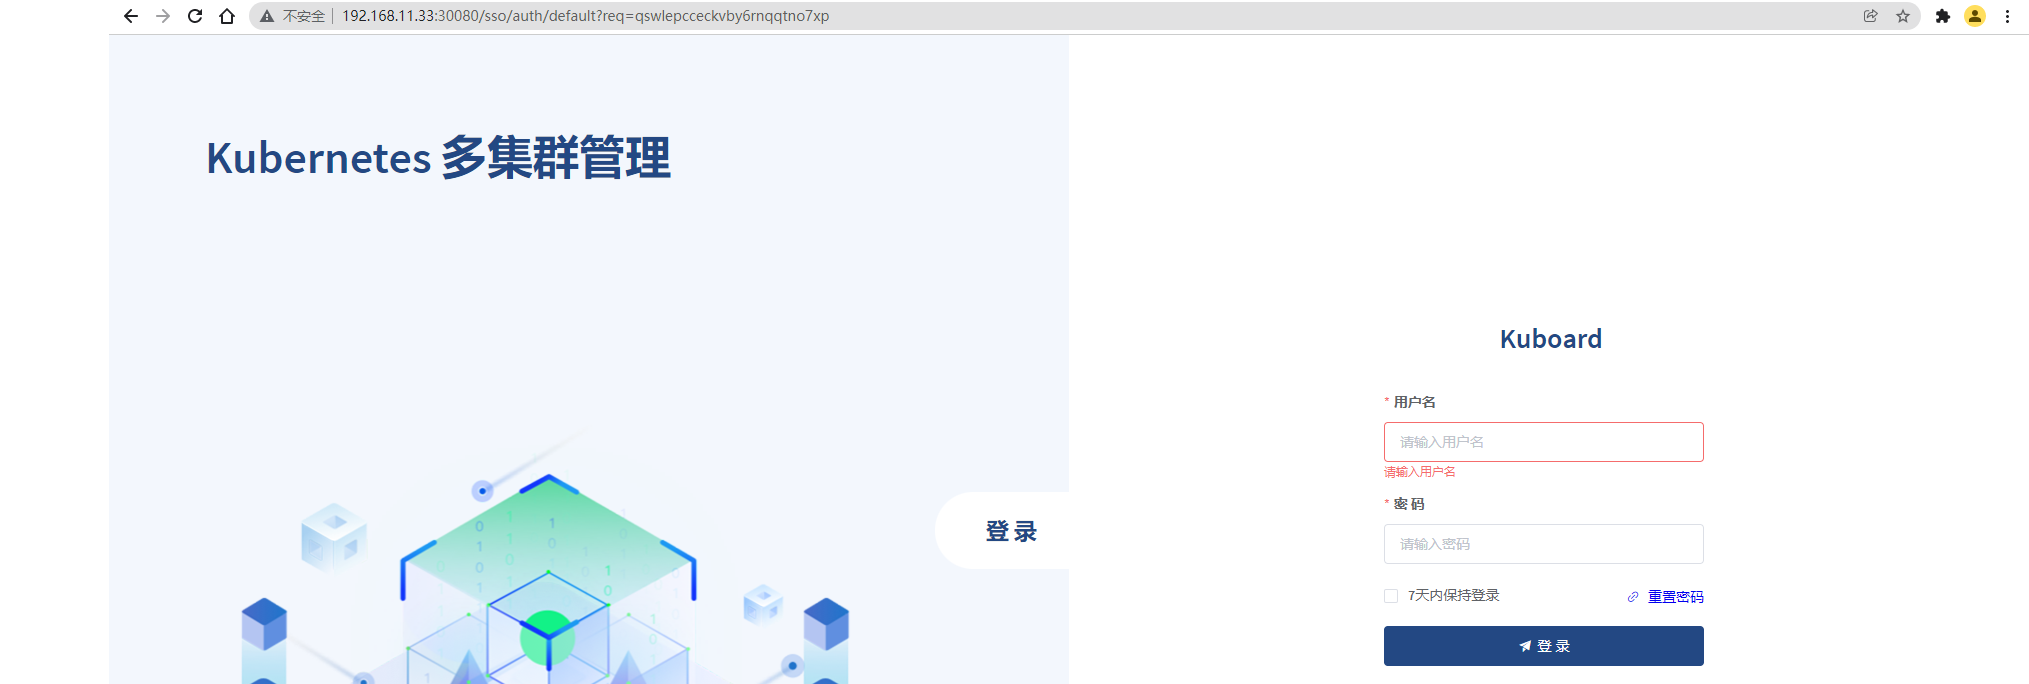 不安全 192.168.11.33:30080/sso/auth/default?req=qswlepcceckvby6rnqqtno7xp
Kubernetes 多集群管理
登 录
Kuboard
* 用户名
请输入用户名
请输入用户名
* 密 码
请输入密码
7天内保持登录 重置密码
登 录